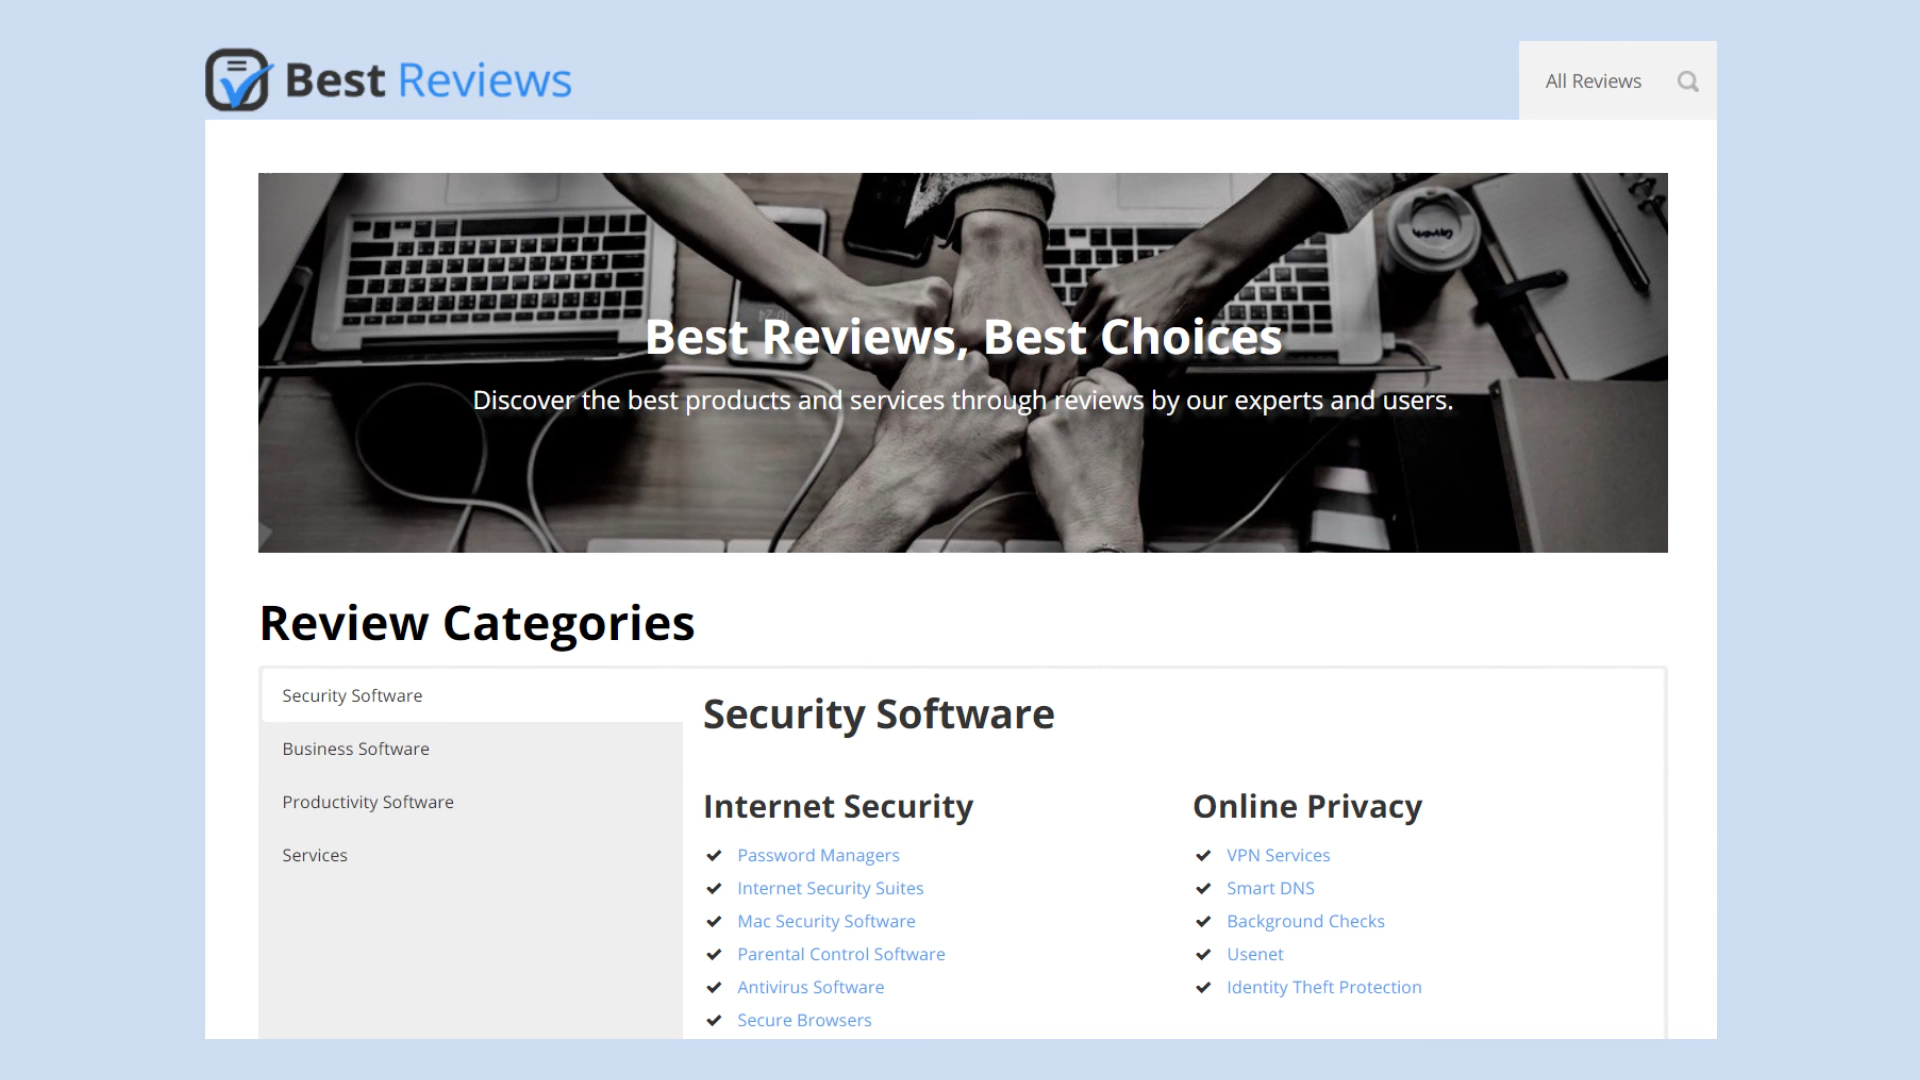 Best Reviews
All Reviews
Best Reviews, Best Choices
Discover the best products and services through reviews by our experts and users.
Review Categories
Security Software
Business Software
Productivity Software
Services
Security Software
Internet Security
Password Managers
Internet Security Suites
Mac Security Software
Parental Control Software
Antivirus Software
Secure Browsers
Online Privacy
VPN Services
Smart DNS
Background Checks
Usenet
Identity Theft Protection